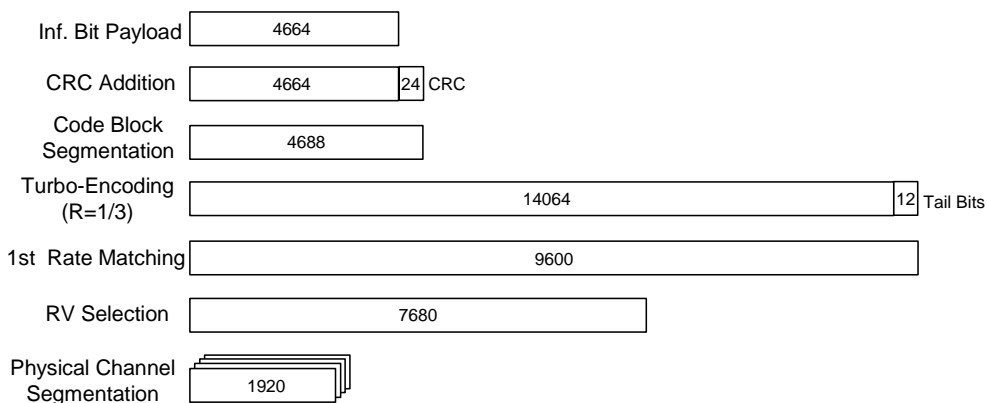 Inf. Bit Payload 4664
CRC Addition 4664 24 CRC
Code Block
Segmentation 4688
Turbo-Encoding
(R=1/3) 14064 12 Tail Bits
1st Rate Matching 9600
RV Selection 7680
Physical Channel
Segmentation 1920